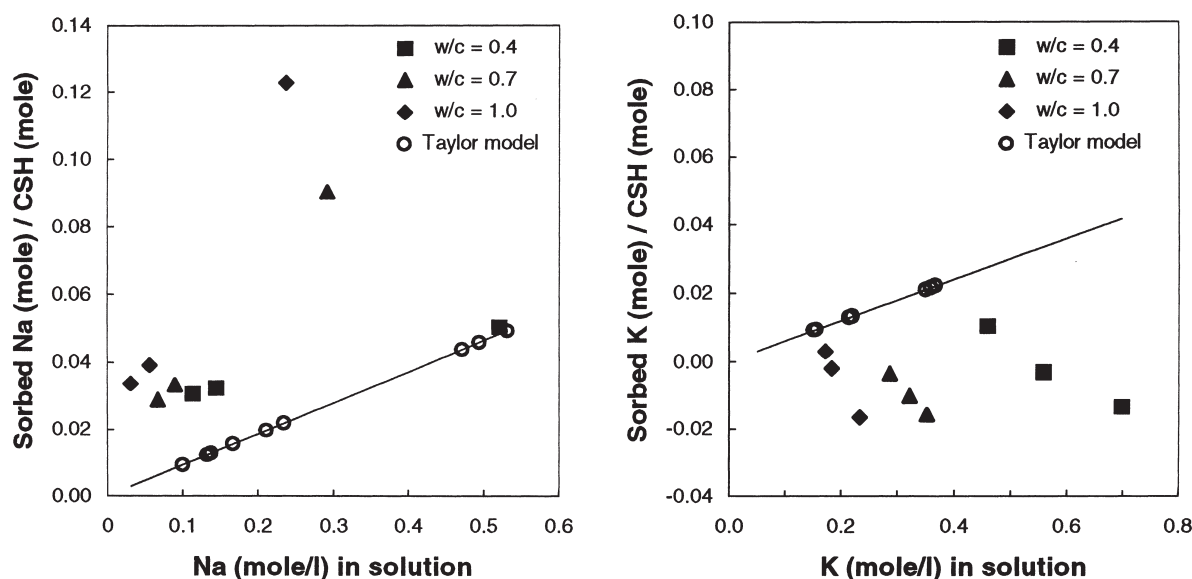 Sorbed Na (mole) / CSH (mole)
0.14
0.12
0.10
0.08
0.06
0.04
0.02
0.00
w/c = 0.4
w/c = 0.7
w/c = 1.0
Taylor model
0 0.1 0.2 0.3 0.4 0.5 0.6
Na (mole/l) in solution
Sorbed K (mole) / CSH (mole)
0.10
0.08
0.06
0.04
0.02
0.00
-0.02
-0.04
w/c = 0.4
w/c = 0.7
w/c = 1.0
Taylor model
0.0 0.2 0.4 0.6 0.8
K (mole/l) in solution